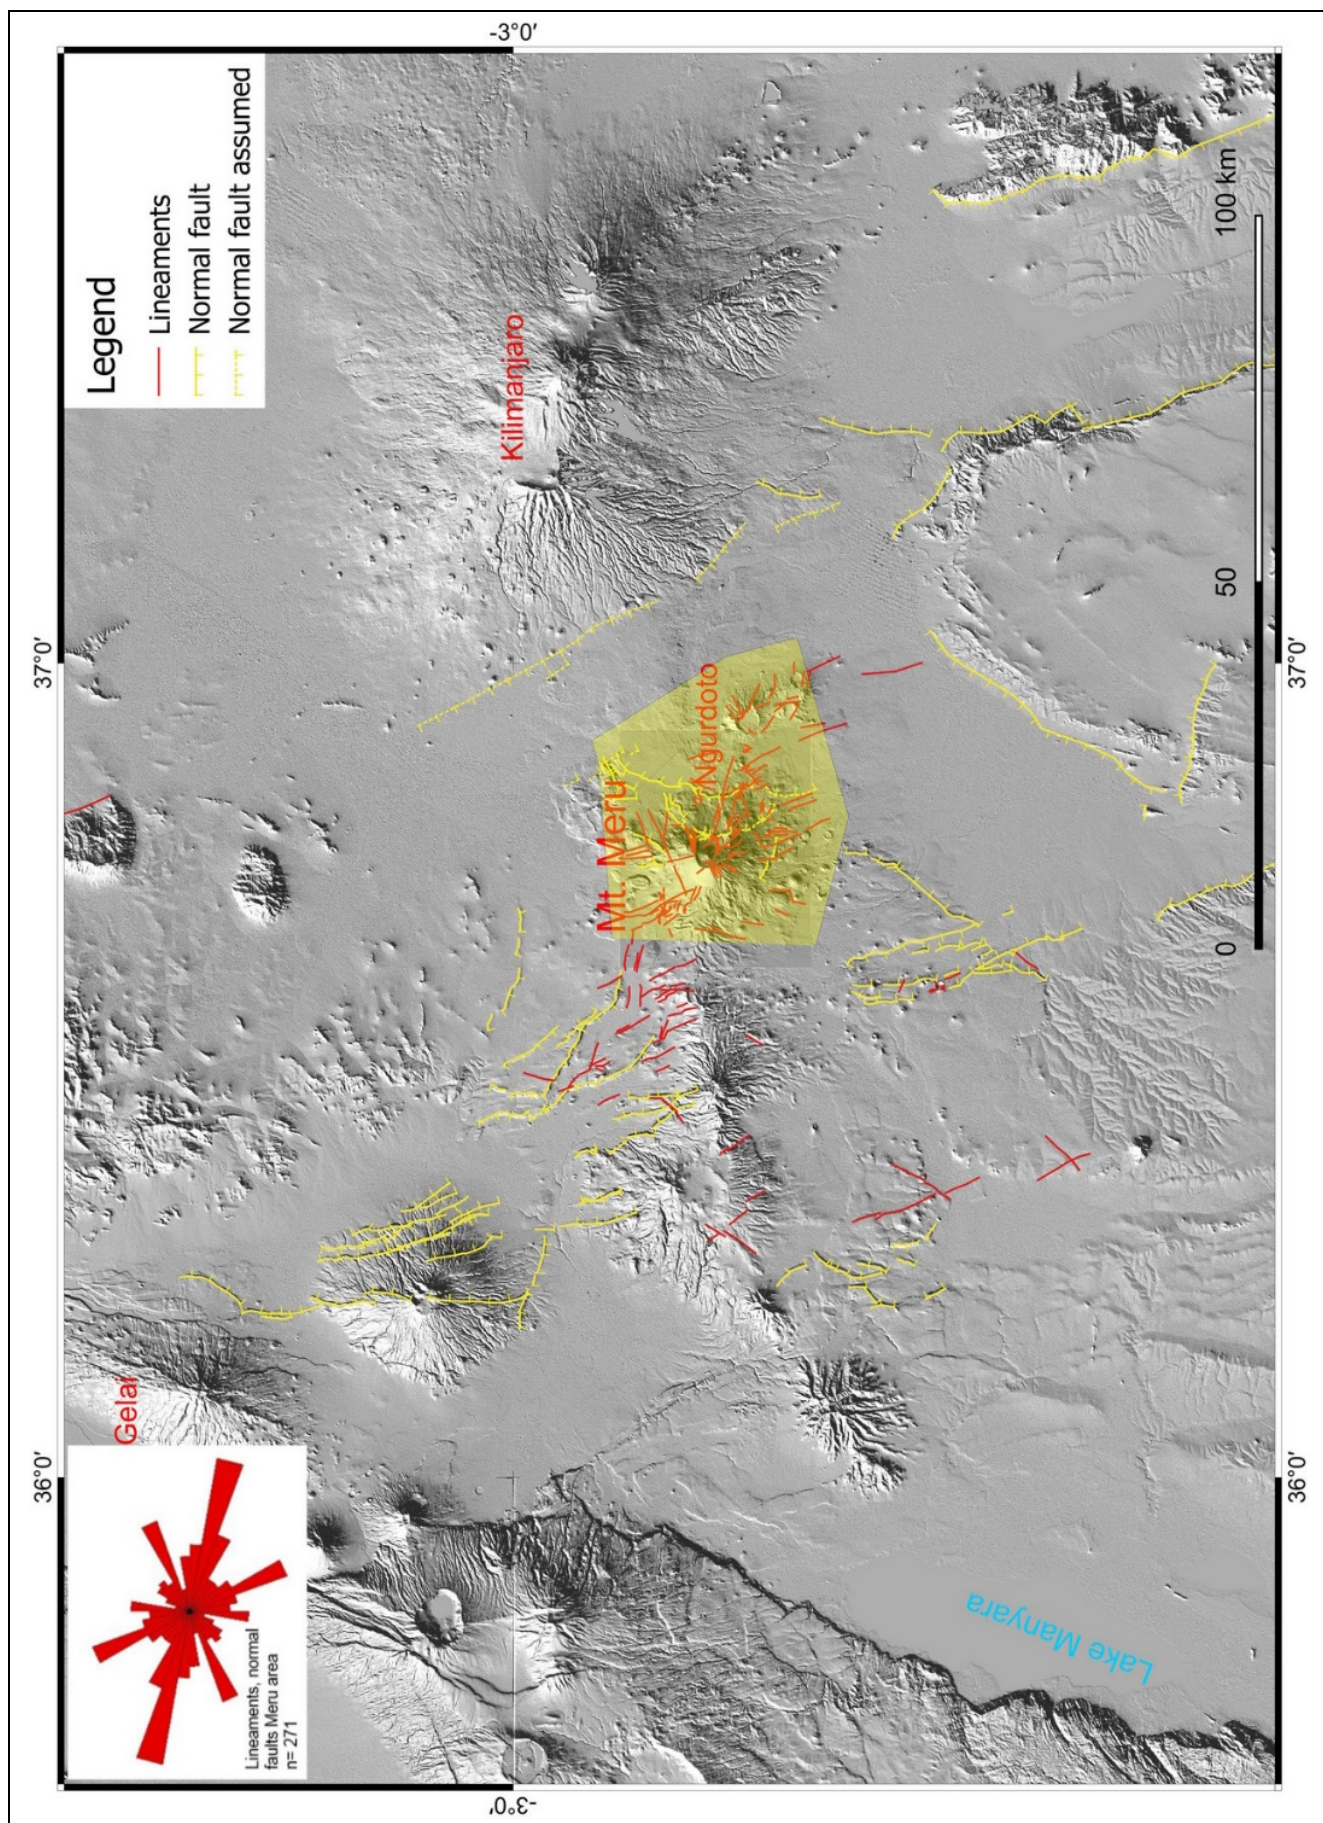 Legend
Lineaments
Normal fault
Normal fault assumed
Lineaments, normal
faults Meru area
n= 271
Gelai
Kilimanjaro
Mt. Meru
Ngurdoto
Lake Manyara
36°0′
37°0′
-3°0′
-3°0′
36°0′
37°0′
0
50
100 km